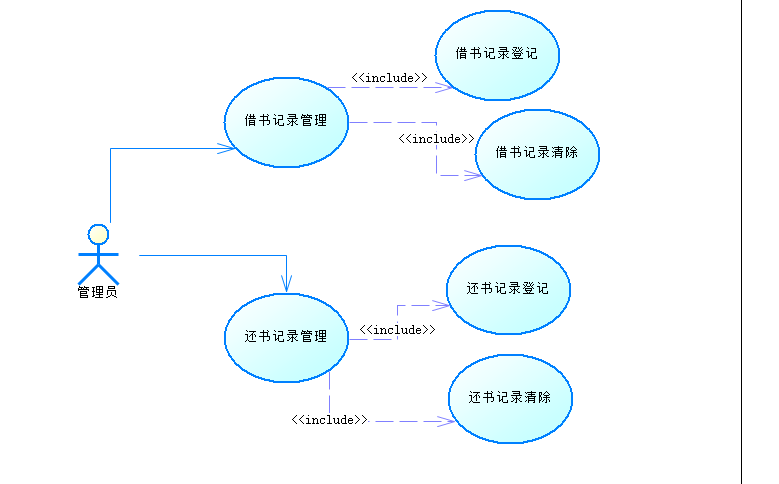 借书记录登记
<<include>>
借书记录管理
<<include>>
借书记录清除
管理员
还书记录登记
<<include>>
还书记录管理
还书记录清除
<<include>>